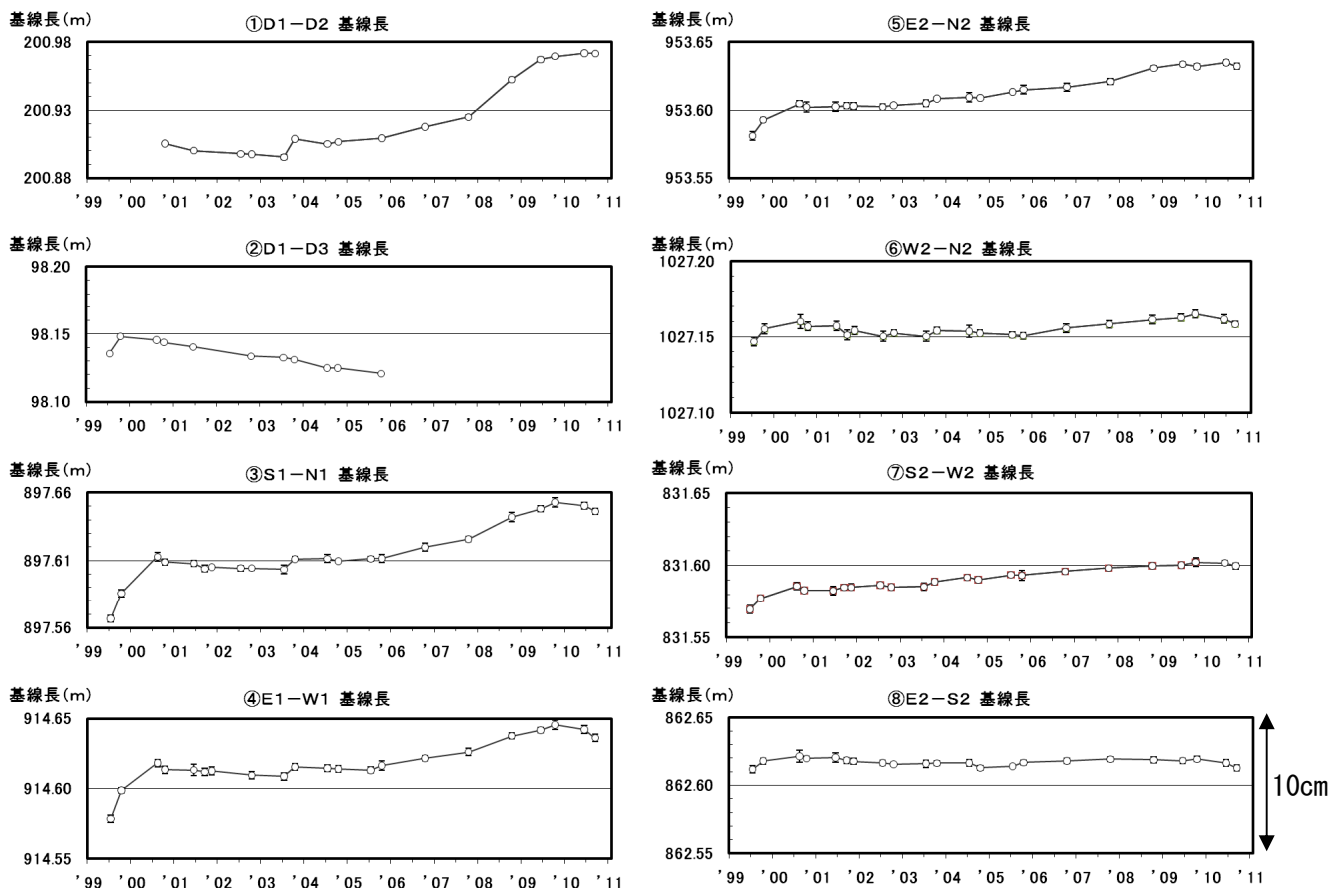 基線長(m)
①D1－D2 基線長
200.98
200.93
200.88
'99 '00 '01 '02 '03 '04 '05 '06 '07 '08 '09 '10 '11
基線長(m)
②D1－D3 基線長
98.20
98.15
98.10
'99 '00 '01 '02 '03 '04 '05 '06 '07 '08 '09 '10 '11
基線長(m)
③S1－N1 基線長
897.66
897.61
897.56
'99 '00 '01 '02 '03 '04 '05 '06 '07 '08 '09 '10 '11
基線長(m)
④E1－W1 基線長
914.65
914.60
914.55
'99 '00 '01 '02 '03 '04 '05 '06 '07 '08 '09 '10 '11
基線長(m)
⑤E2－N2 基線長
953.65
953.60
953.55
'99 '00 '01 '02 '03 '04 '05 '06 '07 '08 '09 '10 '11
基線長(m)
⑥W2－N2 基線長
1027.20
1027.15
1027.10
'99 '00 '01 '02 '03 '04 '05 '06 '07 '08 '09 '10 '11
基線長(m)
⑦S2－W2 基線長
831.65
831.60
831.55
'99 '00 '01 '02 '03 '04 '05 '06 '07 '08 '09 '10 '11
基線長(m)
⑧E2－S2 基線長
862.65
862.60
862.55
'99 '00 '01 '02 '03 '04 '05 '06 '07 '08 '09 '10 '11
10cm